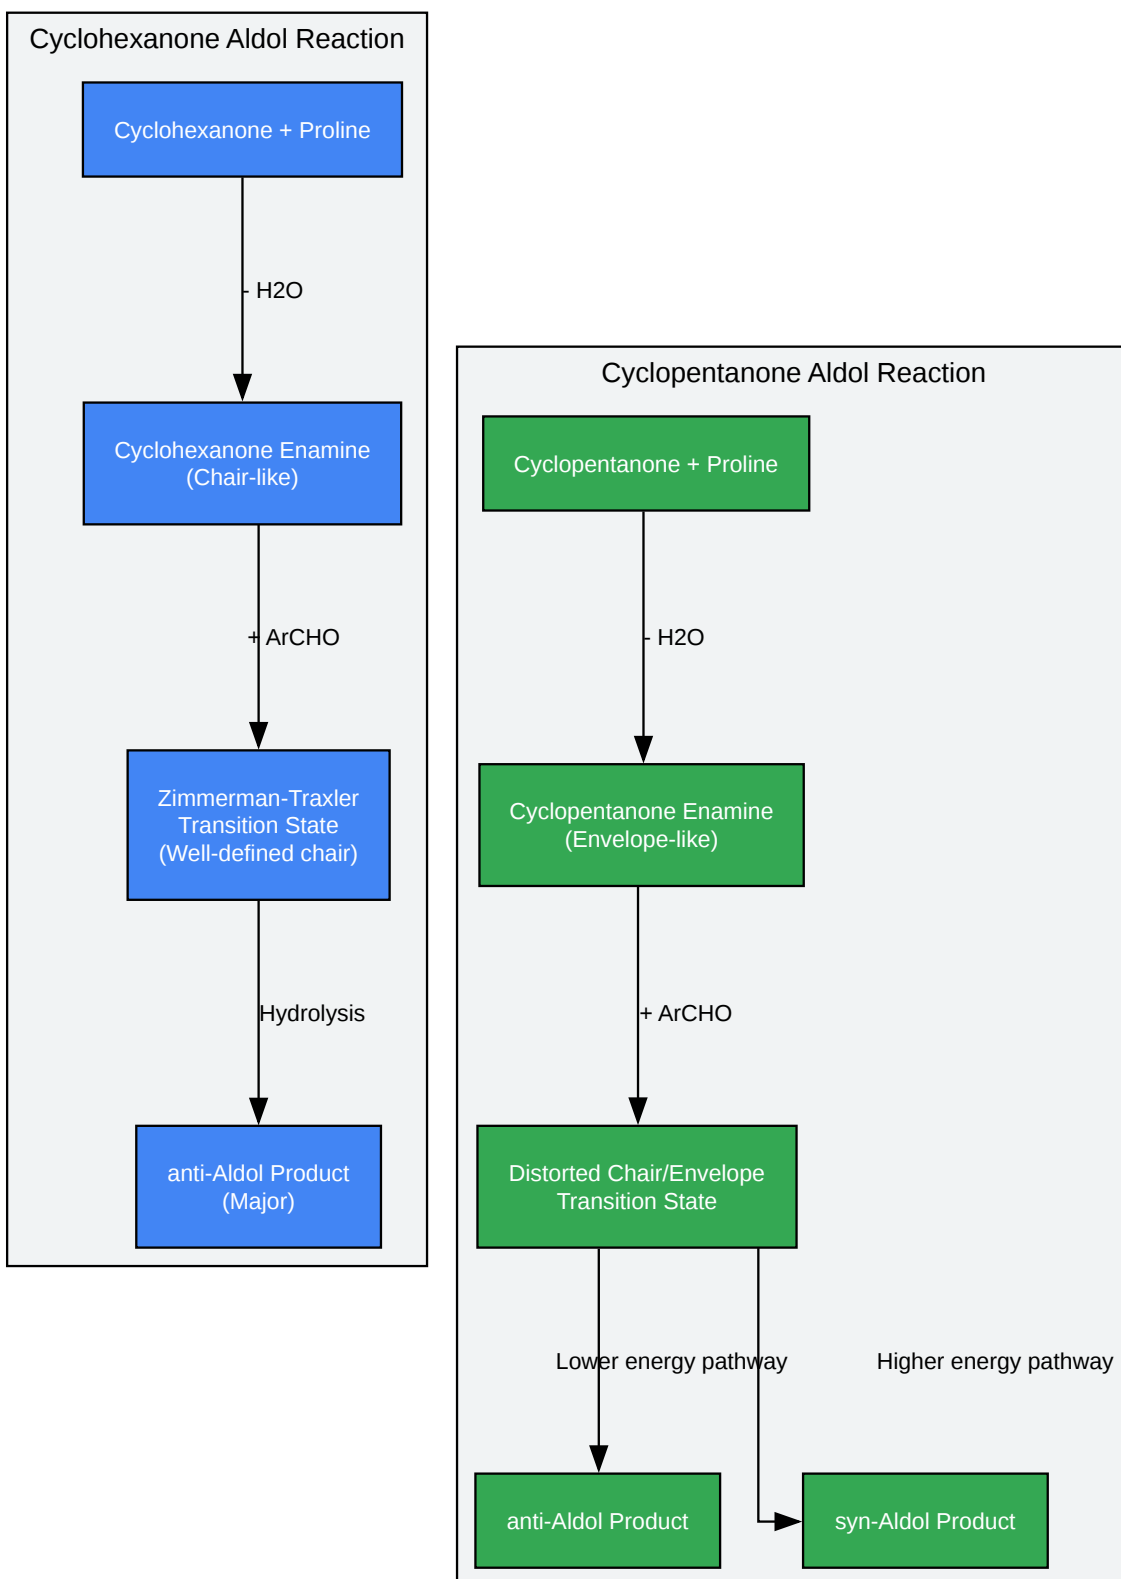 Cyclohexanone Aldol Reaction
Cyclohexanone + Proline
- H2O
Cyclohexanone Enamine
(Chair-like)
+ ArCHO
Zimmerman-Traxler
Transition State
(Well-defined chair)
Hydrolysis
anti-Aldol Product
(Major)
Cyclopentanone Aldol Reaction
Cyclopentanone + Proline
- H2O
Cyclopentanone Enamine
(Envelope-like)
+ ArCHO
Distorted Chair/Envelope
Transition State
Lower energy pathway
Higher energy pathway
anti-Aldol Product
syn-Aldol Product